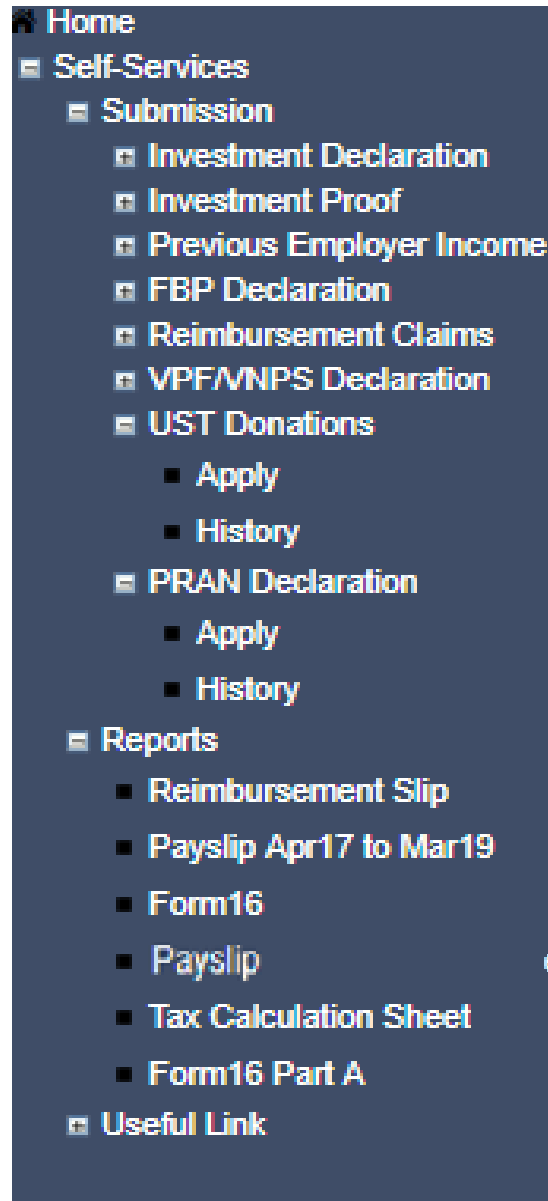 Home
Self-Services
Submission
Investment Declaration
Investment Proof
Previous Employer Income
FBP Declaration
Reimbursement Claims
VPF/VNPS Declaration
UST Donations
Apply
History
PRAN Declaration
Apply
History
Reports
Reimbursement Slip
Payslip Apr17 to Mar19
Form16
Payslip
Tax Calculation Sheet
Form16 Part A
Useful Link